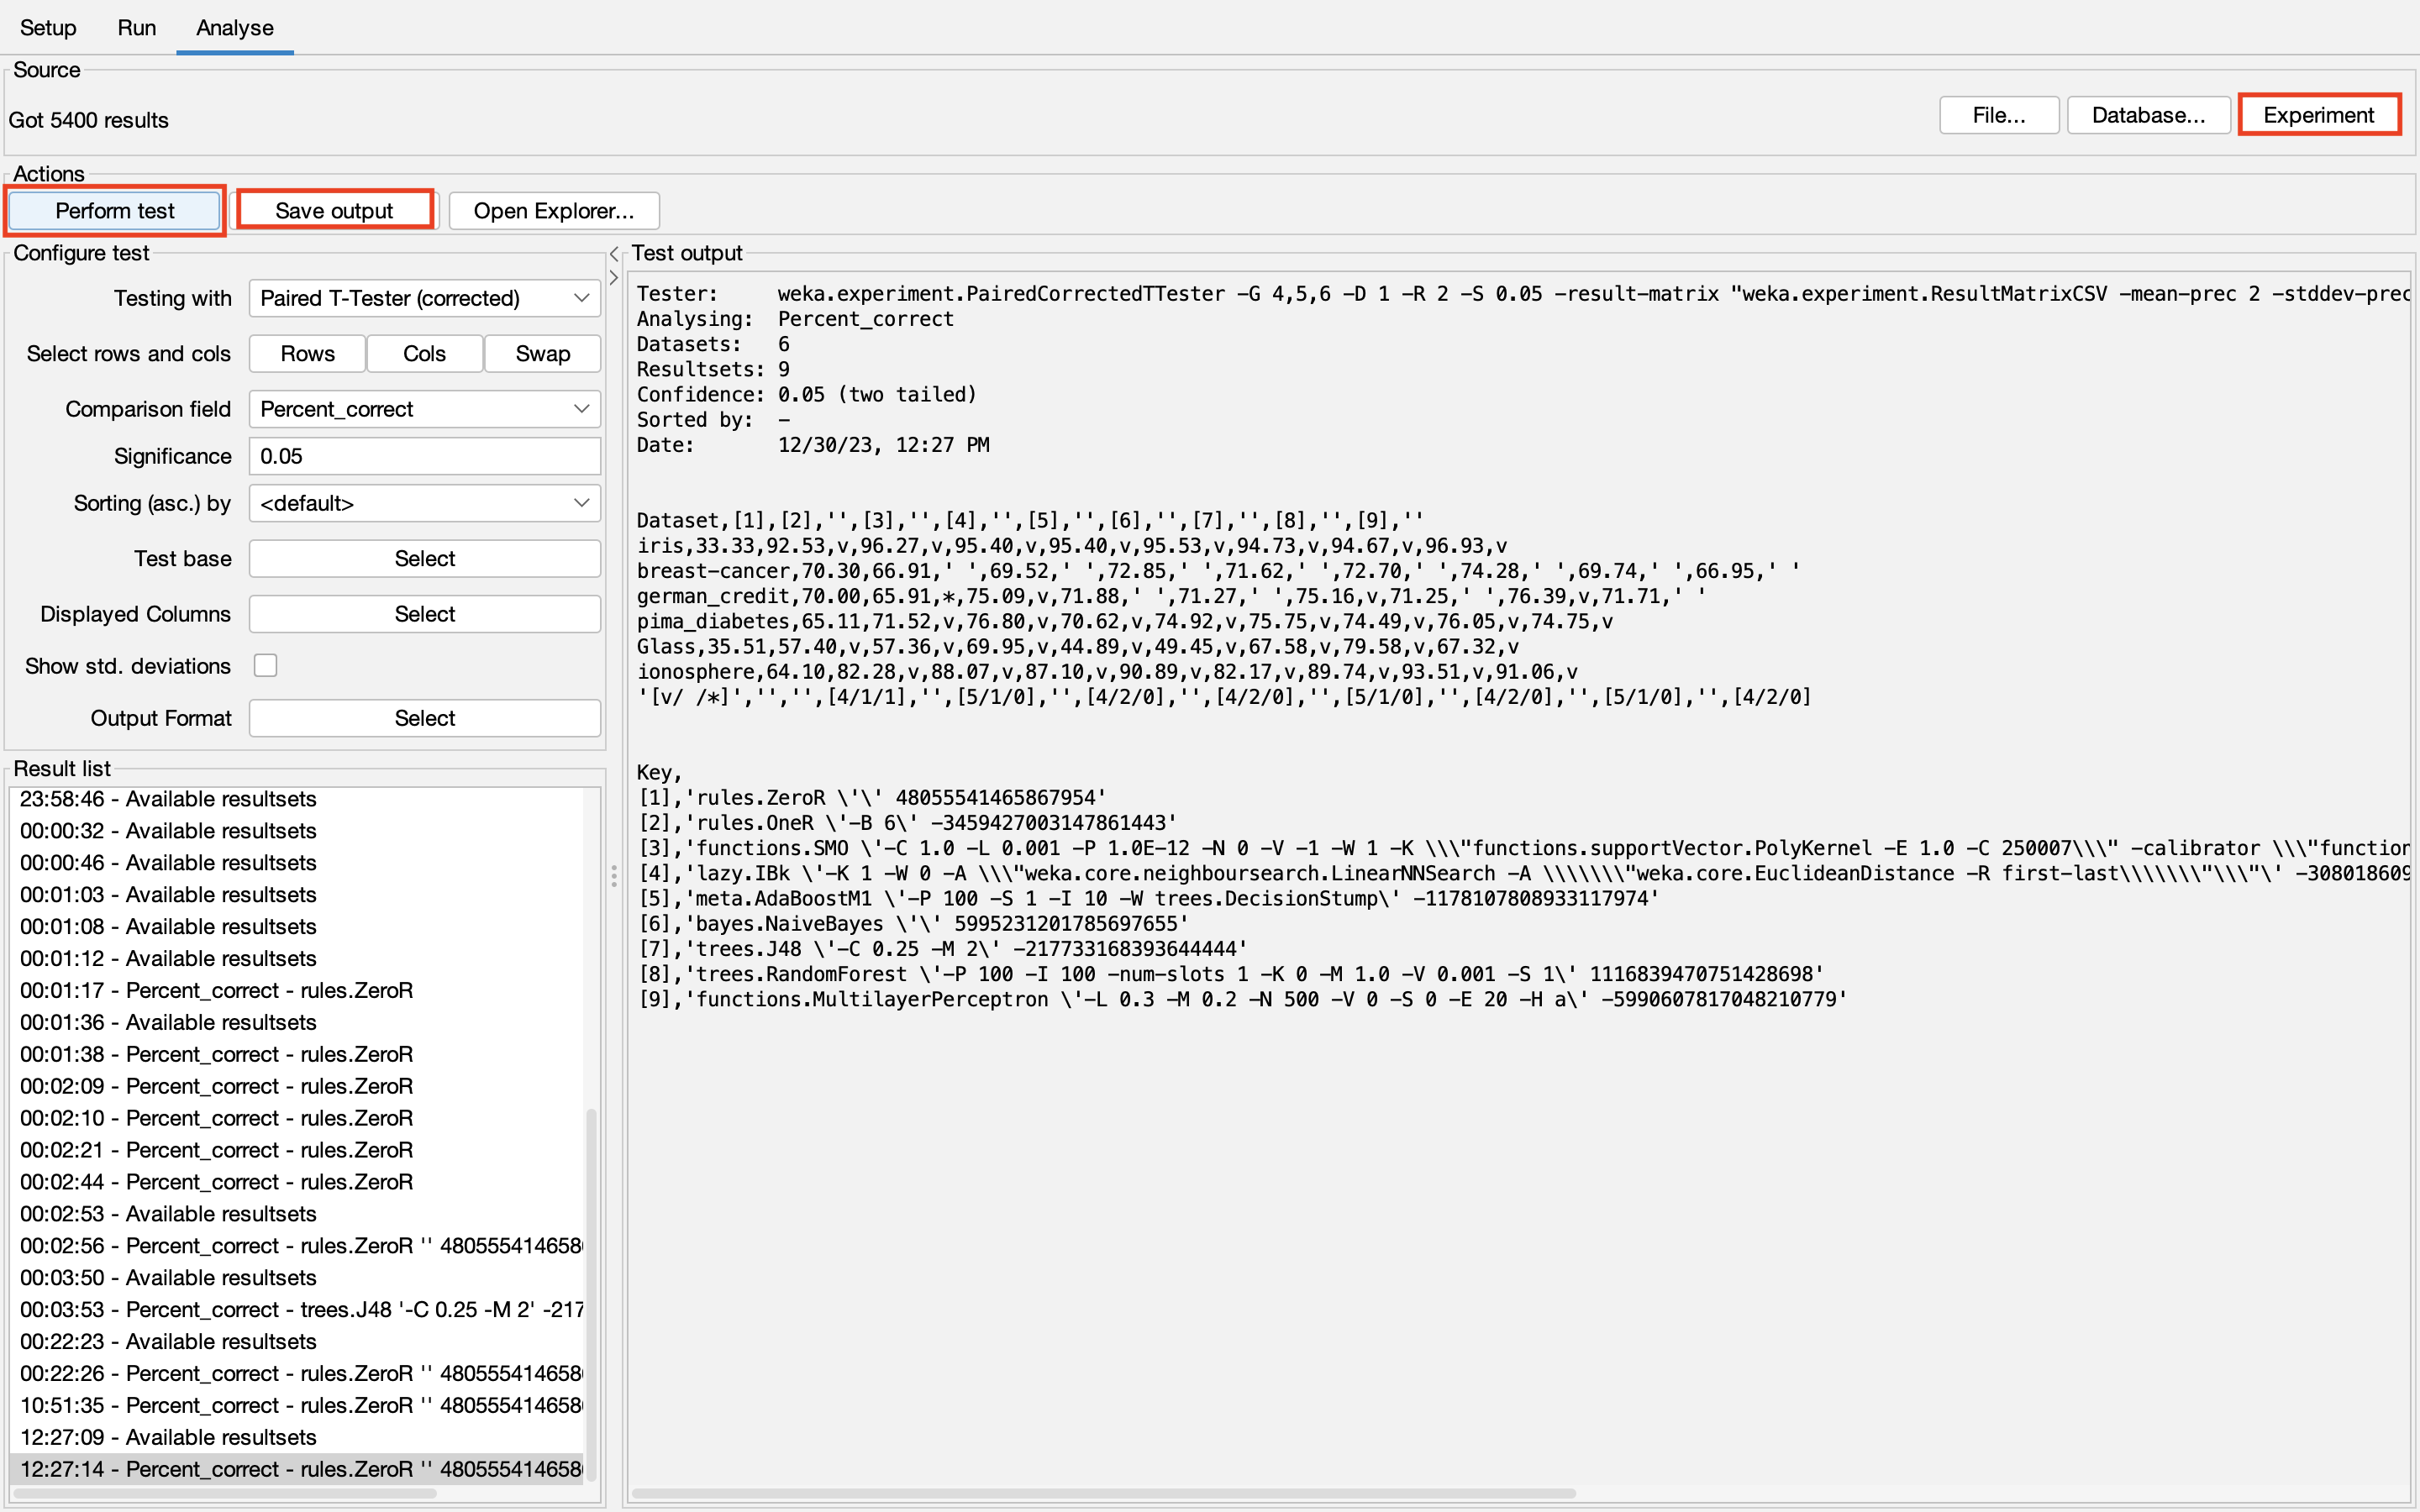 Setup Run Analyse
Source
Got 5400 results
File... Database... Experiment
Actions
Perform test Save output Open Explorer...
Configure test
Testing with Paired T-Tester (corrected)
Select rows and cols Rows Cols Swap
Comparison field Percent_correct
Significance 0.05
Sorting (asc.) by <default>
Test base Select
Displayed Columns Select
Show std. deviations
Output Format Select
Result list
23:58:46 - Available resultsets
00:00:32 - Available resultsets
00:00:46 - Available resultsets
00:01:03 - Available resultsets
00:01:08 - Available resultsets
00:01:12 - Available resultsets
00:01:17 - Percent_correct - rules.ZeroR
00:01:36 - Available resultsets
00:01:38 - Percent_correct - rules.ZeroR
00:02:09 - Percent_correct - rules.ZeroR
00:02:10 - Percent_correct - rules.ZeroR
00:02:21 - Percent_correct - rules.ZeroR
00:02:44 - Percent_correct - rules.ZeroR
00:02:53 - Available resultsets
00:02:56 - Percent_correct - rules.ZeroR '' 480555414658
00:03:50 - Available resultsets
00:03:53 - Percent_correct - trees.J48 '-C 0.25 -M 2' -217
00:22:23 - Available resultsets
00:22:26 - Percent_correct - rules.ZeroR '' 480555414658
10:51:35 - Percent_correct - rules.ZeroR '' 480555414658
12:27:09 - Available resultsets
12:27:14 - Percent_correct - rules.ZeroR '' 480555414658
Test output
Tester: weka.experiment.PairedCorrectedTTester -G 4,5,6 -D 1 -R 2 -S 0.05 -result-matrix "weka.experiment.ResultMatrixCSV -mean-prec 2 -stddev-prec
Analysing: Percent_correct
Datasets: 6
Resultsets: 9
Confidence: 0.05 (two tailed)
Sorted by: -
Date: 12/30/23, 12:27 PM
Dataset,[1],[2],'',[3],'',[4],'',[5],'',[6],'',[7],'',[8],'',[9],''
iris,33.33,92.53,v,96.27,v,95.40,v,95.40,v,95.53,v,94.73,v,94.67,v,96.93,v
breast-cancer,70.30,66.91,' ',69.52,' ',72.85,' ',71.62,' ',72.70,' ',74.28,' ',69.74,' ',66.95,' '
german_credit,70.00,65.91,*,75.09,v,71.88,' ',71.27,' ',75.16,v,71.25,' ',76.39,v,71.71,' '
pima_diabetes,65.11,71.52,v,76.80,v,70.62,v,74.92,v,75.75,v,74.49,v,76.05,v,74.75,v
Glass,35.51,57.40,v,57.36,v,69.95,v,44.89,v,49.45,v,67.58,v,79.58,v,67.32,v
ionosphere,64.10,82.28,v,88.07,v,87.10,v,90.89,v,82.17,v,89.74,v,93.51,v,91.06,v
'[v/ /*]','','',[4/1/1],'',[5/1/0],'',[4/2/0],'',[4/2/0],'',[5/1/0],'',[4/2/0],'',[5/1/0],'',[4/2/0]
Key,
[1],'rules.ZeroR \'\' 48055541465867954'
[2],'rules.OneR \'-B 6\' -3459427003147861443'
[3],'functions.SMO \'-C 1.0 -L 0.001 -P 1.0E-12 -N 0 -V -1 -W 1 -K \\\"functions.supportVector.PolyKernel -E 1.0 -C 250007\\\" -calibrator \\\"function
[4],'lazy.IBk \'-K 1 -W 0 -A \\\"weka.core.neighboursearch.LinearNNSearch -A \\\\\\\"weka.core.EuclideanDistance -R first-last\\\\\\\"\\\"\' -308018609
[5],'meta.AdaBoostM1 \'-P 100 -S 1 -I 10 -W trees.DecisionStump\' -1178107808933117974'
[6],'bayes.NaiveBayes \'\' 5995231201785697655'
[7],'trees.J48 \'-C 0.25 -M 2\' -217733168393644444'
[8],'trees.RandomForest \'-P 100 -I 100 -num-slots 1 -K 0 -M 1.0 -V 0.001 -S 1\' 1116839470751428698'
[9],'functions.MultilayerPerceptron \'-L 0.3 -M 0.2 -N 500 -V 0 -S 0 -E 20 -H a\' -5990607817048210779'